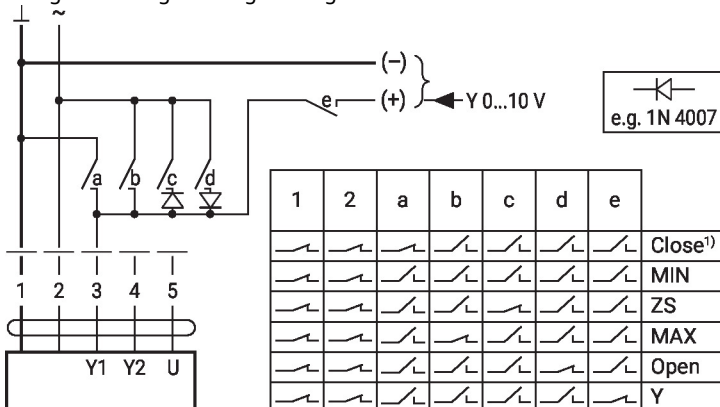 ⊥ ~
(−)
e (+) Y 0...10 V
e.g. 1N 4007
a b c d
1 2 a b c d e
Close¹⁾
MIN
ZS
MAX
Open
Y
1 2 3 4 5
Y1 Y2 U